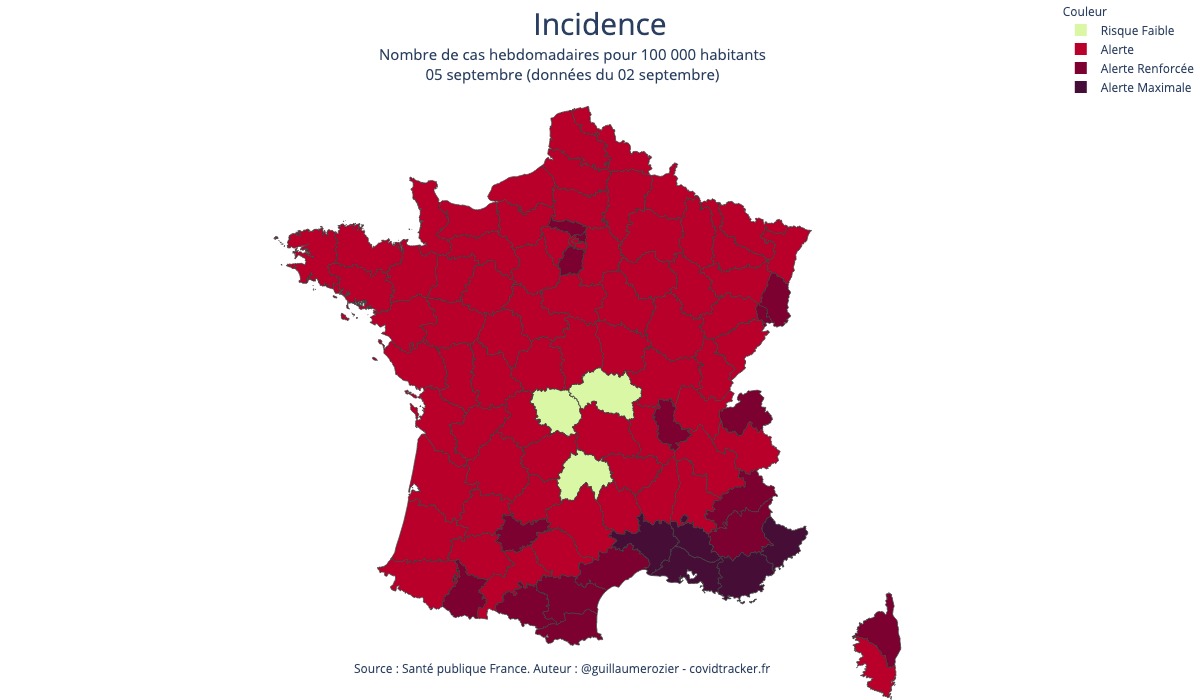 Incidence
Nombre de cas hebdomadaires pour 100 000 habitants
05 septembre (données du 02 septembre)
Couleur
Risque Faible
Alerte
Alerte Renforcée
Alerte Maximale
Source : Santé publique France. Auteur : @guillaumerozier - covidtracker.fr